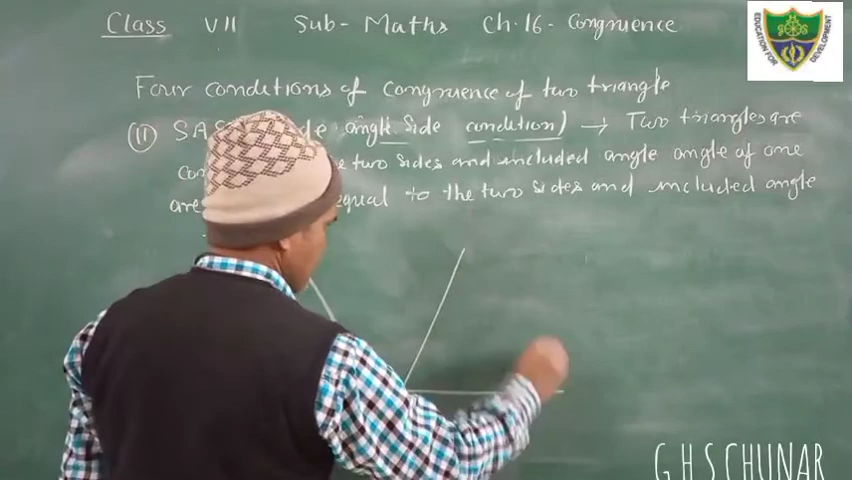 Class VII Sub- Maths Ch.16- Congruence
EDUCATION FOR DEVELOPMENT
Four conditions of congruence of two triangle
(II) SAS angle side condition) → Two triangles are
two sides and included angle angle of one
are equal to the two sides and included angle
G H S CHUNAR